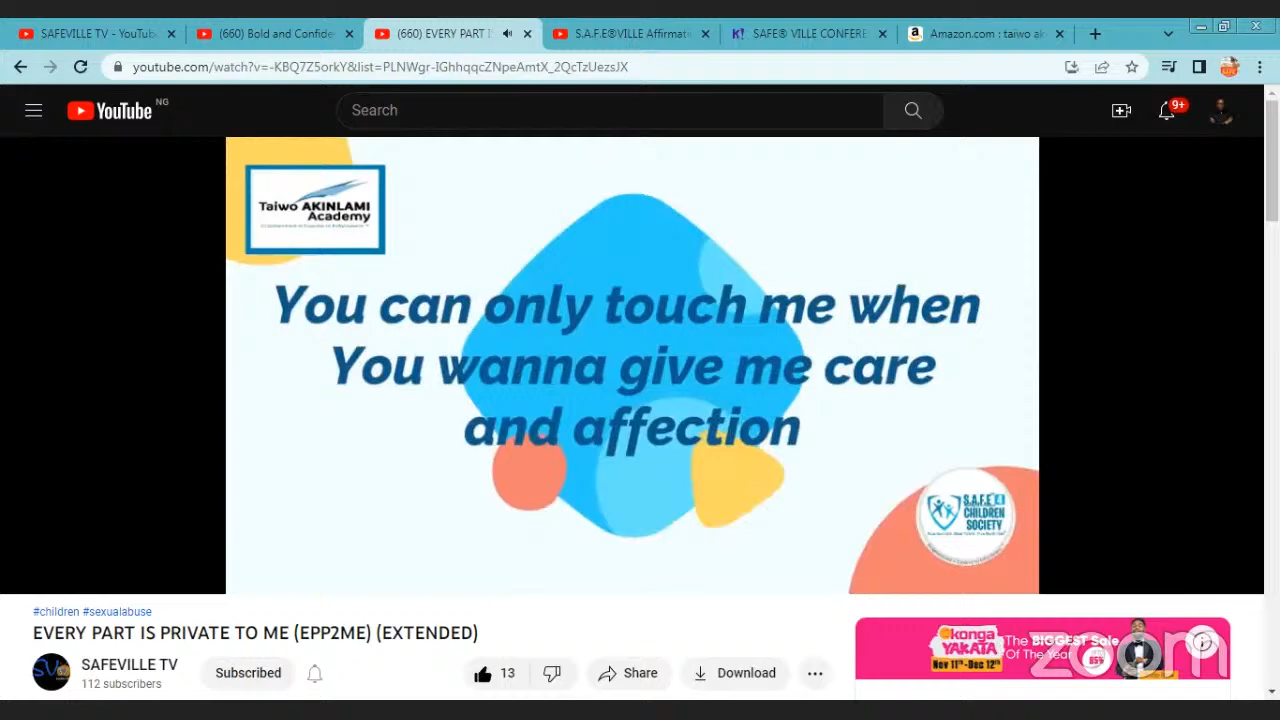 SAFEVILLE TV - YouTub
(660) Bold and Confide
(660) EVERY PART I
S.A.F.E®VILLE Affirmat
K!
SAFE® VILLE CONFERE
Amazon.com : taiwo ak
youtube.com/watch?v=-KBQ7Z5orkY&list=PLNWgr-IGhhqqcZNpeAmtX_2QcTzUezsJX
YouTube NG
Search
9+
Taiwo AKINLAMI
Academy
You can only touch me when
You wanna give me care
and affection
S.A.F.E
CHILDREN
SOCIETY
#children #sexualabuse
EVERY PART IS PRIVATE TO ME (EPP2ME) (EXTENDED)
SAFEVILLE TV
112 subscribers
Subscribed
13
Share
Download
konga
YAKATA
Nov 11th-Dec 12th
The BIGGEST Sale
Of The Year
85%
zoom